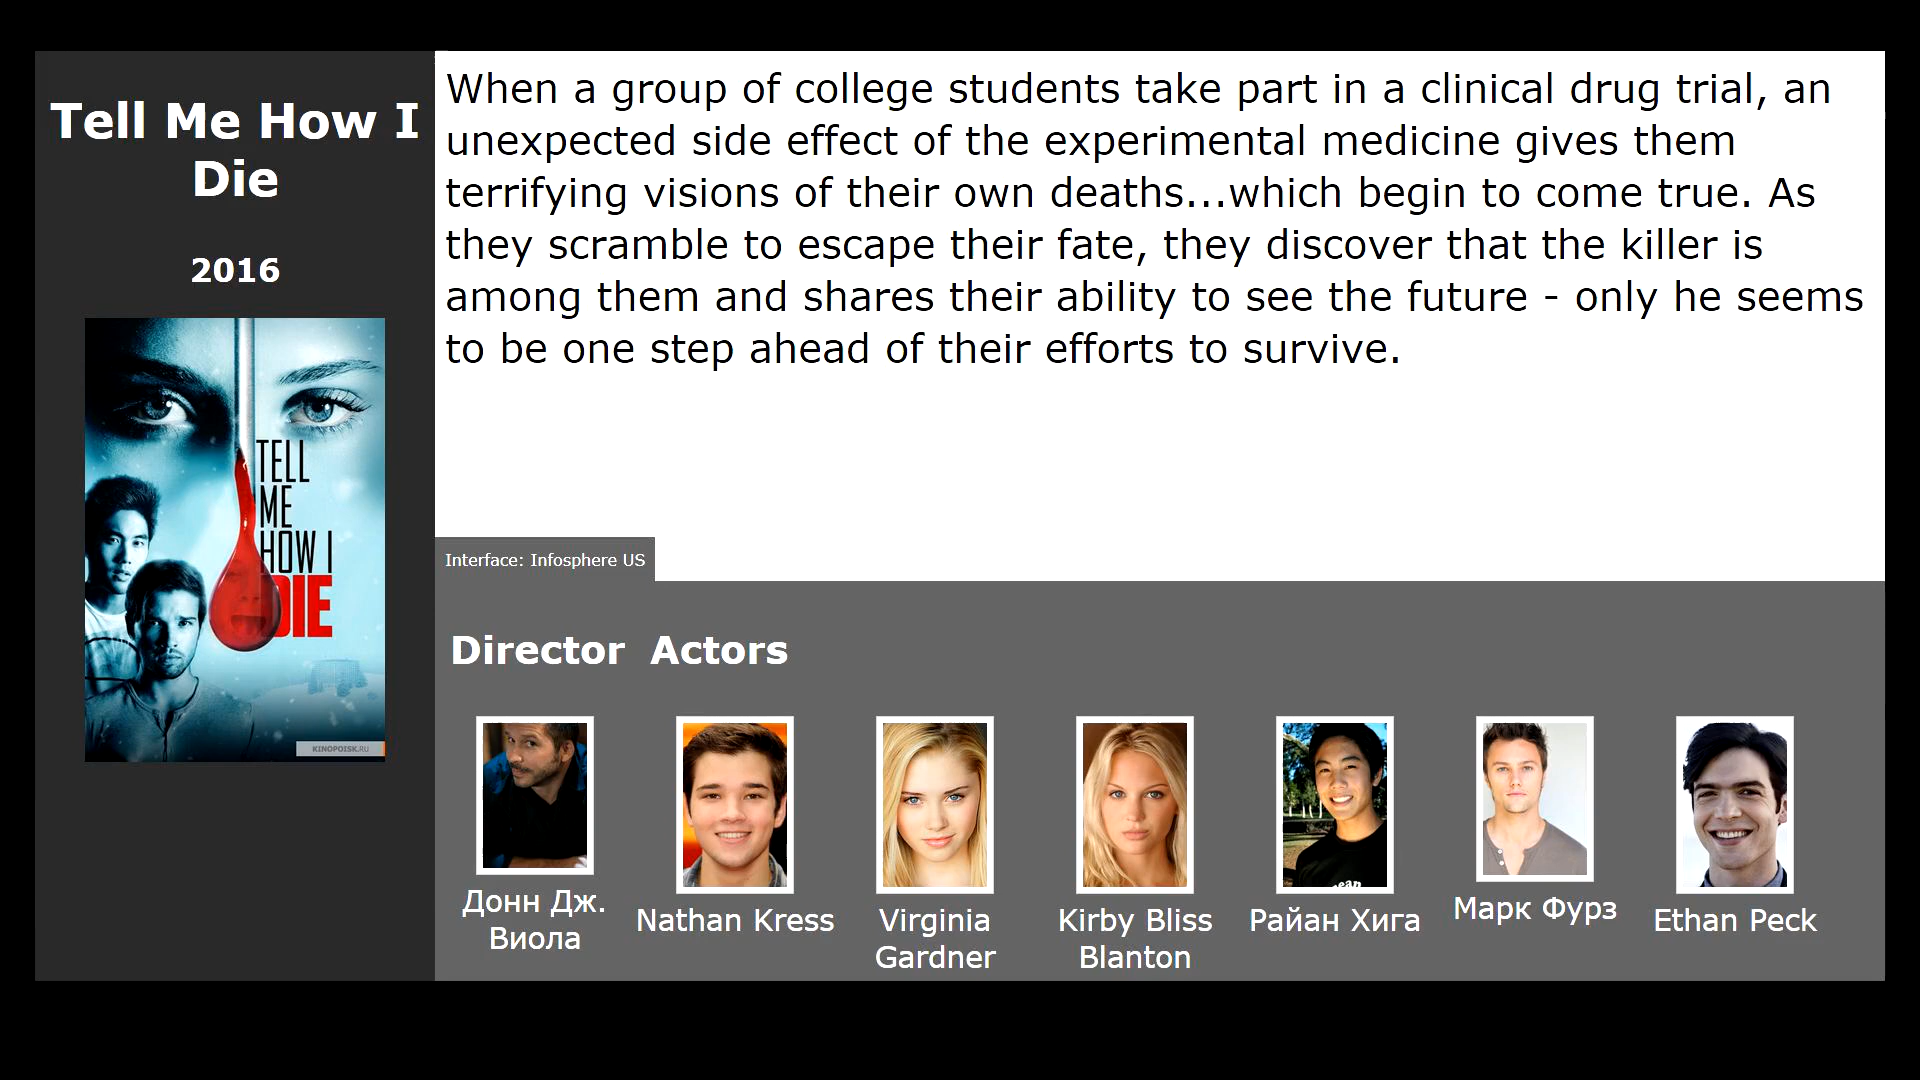 Tell Me How I
Die
2016
TELL
ME
HOW I
DIE
KINOPOISK.RU
When a group of college students take part in a clinical drug trial, an
unexpected side effect of the experimental medicine gives them
terrifying visions of their own deaths...which begin to come true. As
they scramble to escape their fate, they discover that the killer is
among them and shares their ability to see the future - only he seems
to be one step ahead of their efforts to survive.
Interface: Infosphere US
Director Actors
Донн Дж.
Виола
Nathan Kress
Virginia
Gardner
Kirby Bliss
Blanton
Райан Хига
Марк Фурз
Ethan Peck